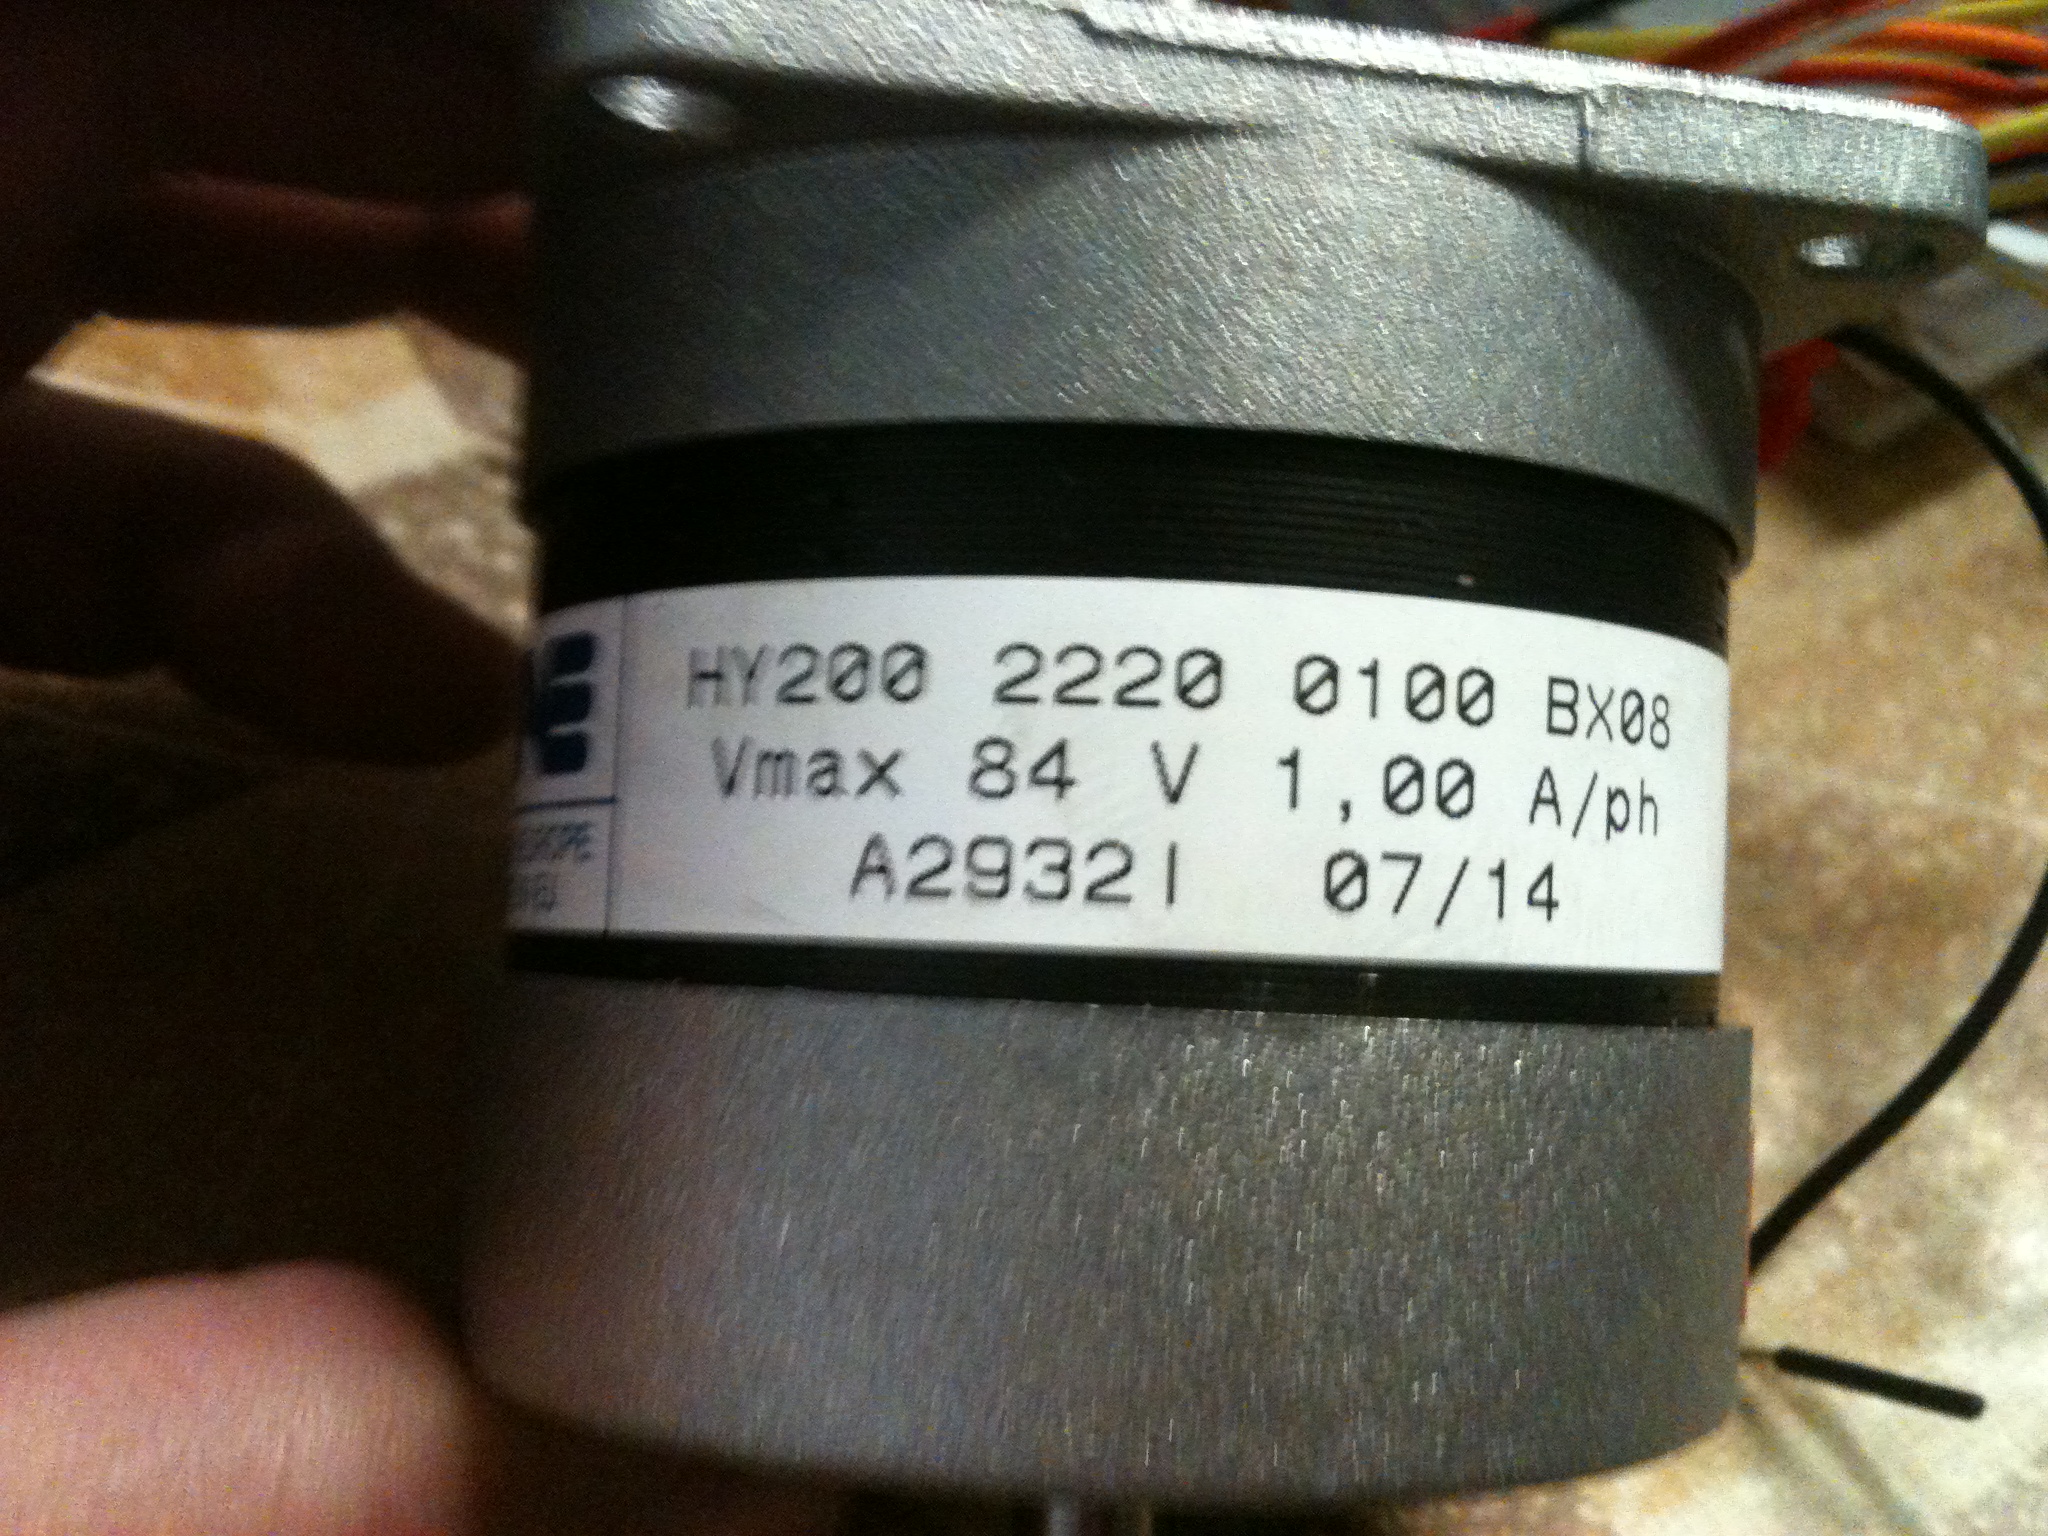 HY200 2220 0100 BX08
Vmax 84 V 1,00 A/ph
A2932I 07/14